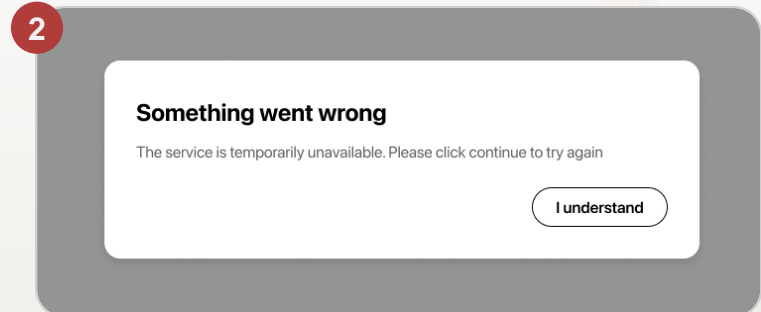 2
Something went wrong
The service is temporarily unavailable. Please click continue to try again
I understand